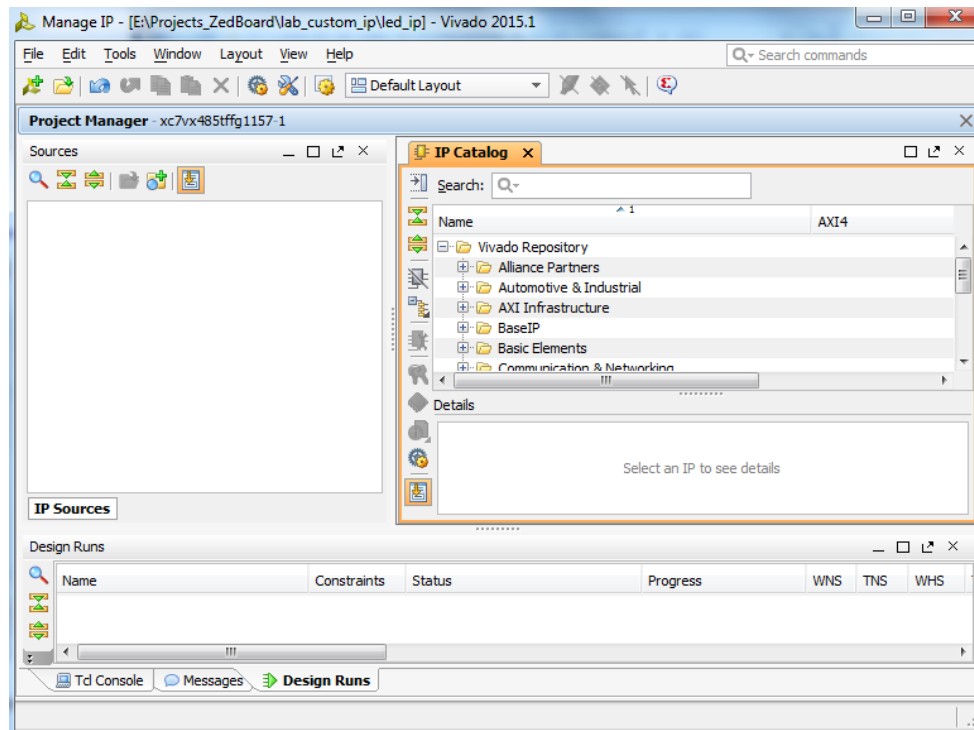 Manage IP - [E:\Projects_ZedBoard\lab_custom_ip\led_ip] - Vivado 2015.1
File Edit Tools Window Layout View Help
Search commands
Default Layout
Project Manager - xc7vx485tffg1157-1
Sources
IP Sources
IP Catalog
Search:
Name 1 AXI4
Vivado Repository
Alliance Partners
Automotive & Industrial
AXI Infrastructure
BaseIP
Basic Elements
Communication & Networking
Details
Select an IP to see details
Design Runs
Name Constraints Status Progress WNS TNS WHS
Tcl Console Messages Design Runs